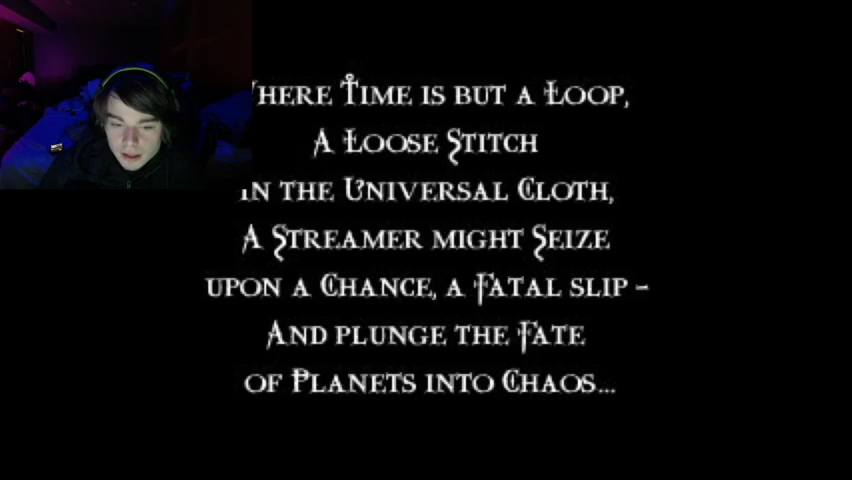 HERE TIME IS BUT A LOOP,
A LOOSE STITCH
IN THE UNIVERSAL CLOTH,
A STREAMER MIGHT SEIZE
UPON A CHANCE, A FATAL SLIP -
AND PLUNGE THE FATE
OF PLANETS INTO CHAOS...